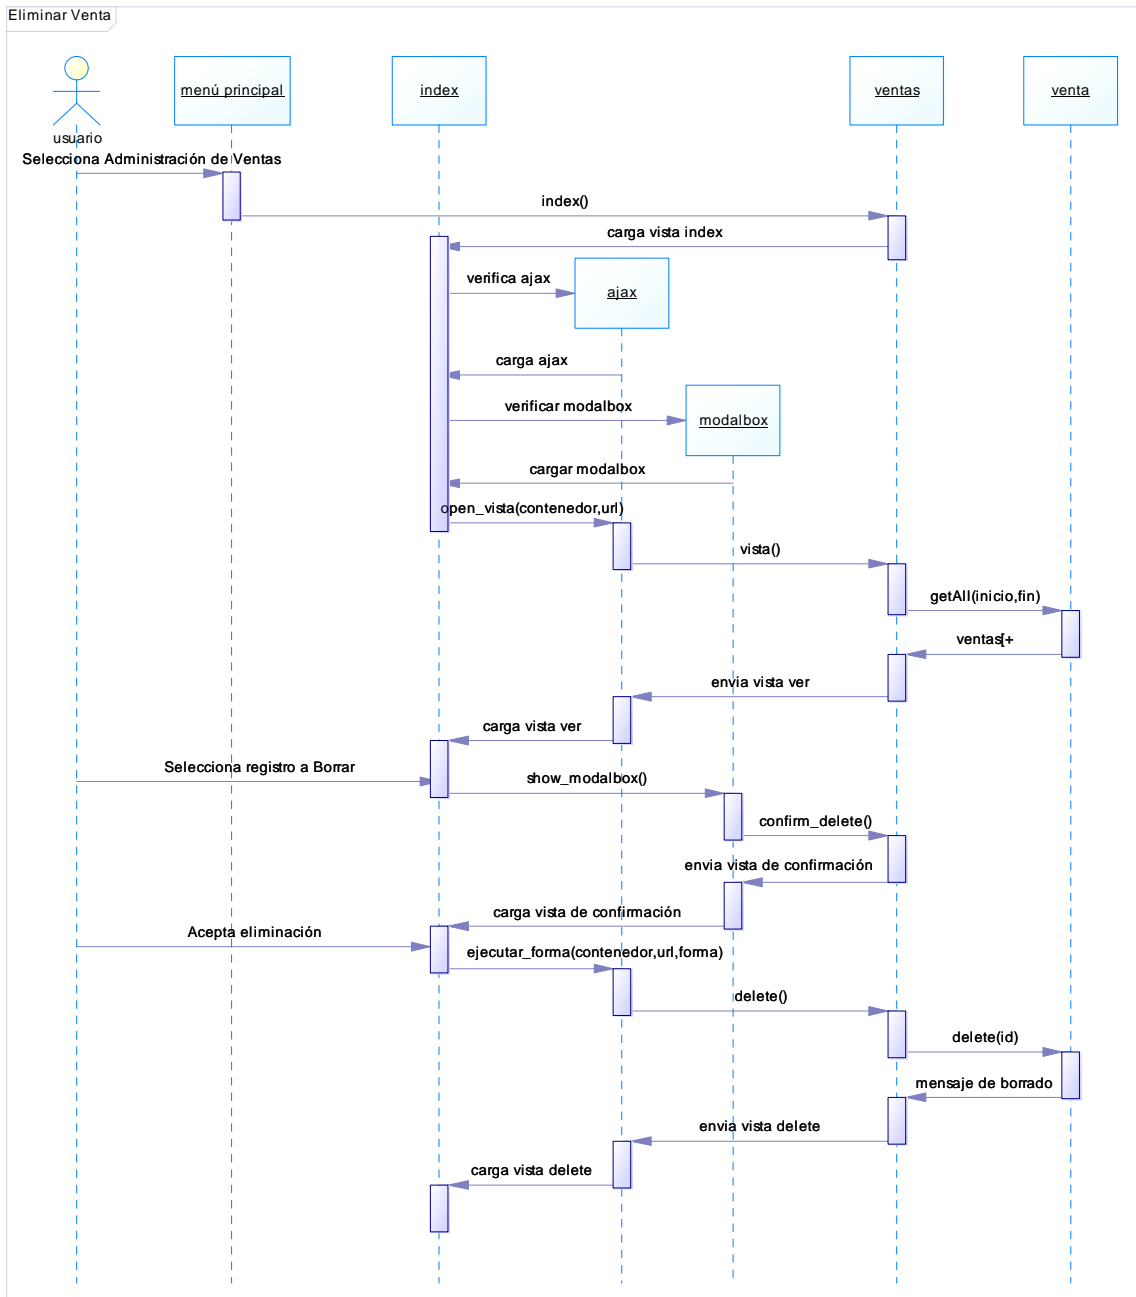 Eliminar Venta
usuario
menú principal
index
ventas
venta
Selecciona Administración de Ventas
index()
carga vista index
verifica ajax
ajax
carga ajax
verificar modalbox
modalbox
cargar modalbox
open_vista(contenedor,url)
vista()
getAll(inicio,fin)
ventas[+
envia vista ver
carga vista ver
Selecciona registro a Borrar
show_modalbox()
confirm_delete()
envia vista de confirmación
carga vista de confirmación
Acepta eliminación
ejecutar_forma(contenedor,url,forma)
delete()
delete(id)
mensaje de borrado
envia vista delete
carga vista delete